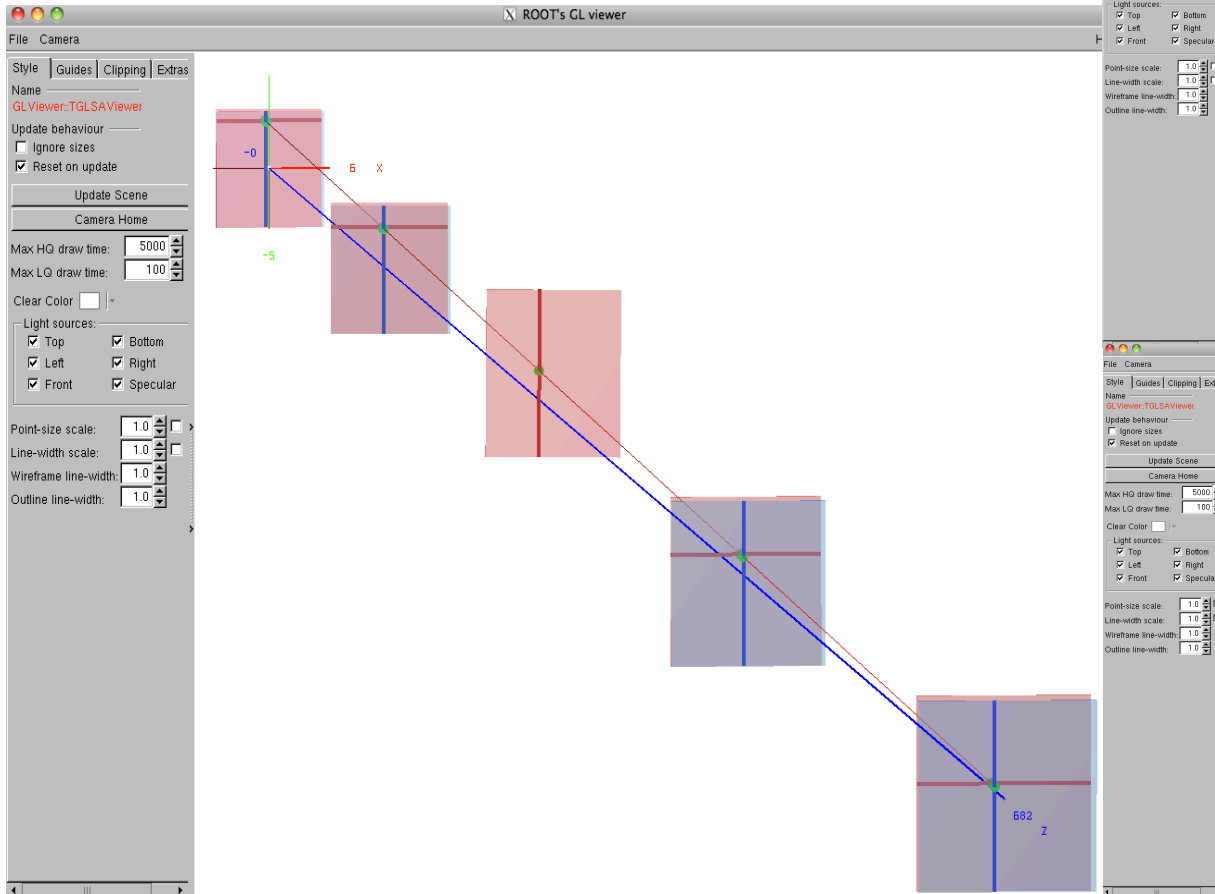 ROOT's GL viewer
File Camera H
Style Guides Clipping Extras
Name
GLViewer::TGLSAViewer
Update behaviour
Ignore sizes
Reset on update
Update Scene
Camera Home
Max HQ draw time: 5000
Max LQ draw time: 100
Clear Color
Light sources:
Top Bottom
Left Right
Front Specular
Point-size scale: 1.0
Line-width scale: 1.0
Wireframe line-width: 1.0
Outline line-width: 1.0
-0
6 X
-5
682
Z
Light sources:
Top Bottom
Left Right
Front Specular
Point-size scale: 1.0
Line-width scale: 1.0
Wireframe line-width: 1.0
Outline line-width: 1.0
File Camera
Style Guides Clipping Ext
Name
GLViewer::TGLSAViewer
Update behaviour
Ignore sizes
Reset on update
Update Scene
Camera Home
Max HQ draw time: 5000
Max LQ draw time: 100
Clear Color
Light sources:
Top Bottom
Left Right
Front Specula
Point-size scale: 1.0
Line-width scale: 1.0
Wireframe line-width: 1.0
Outline line-width: 1.0